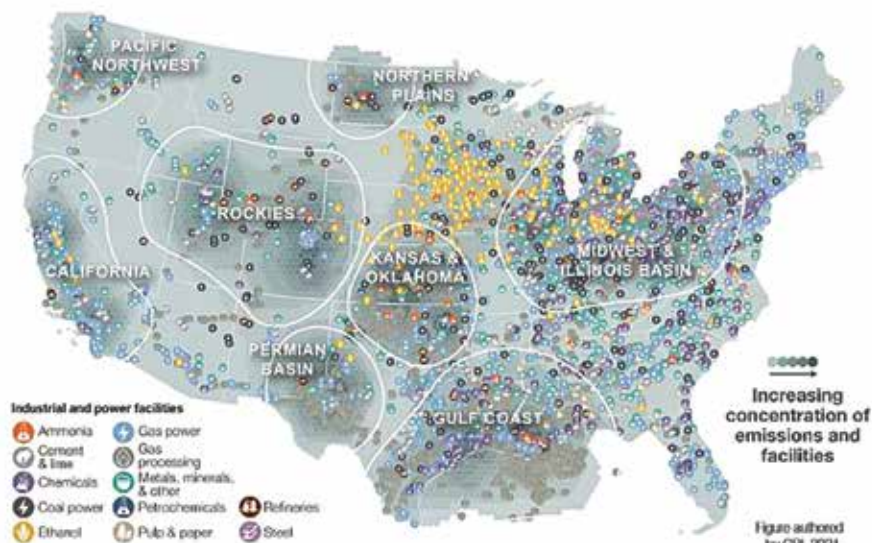 PACIFIC
NORTHWEST
NORTHERN
PLAINS
ROCKIES
CALIFORNIA
KANSAS &
OKLAHOMA
MIDWEST &
ILLINOIS BASIN
PERMIAN
BASIN
GULF COAST
Increasing
concentration of
emissions and
facilities
Industrial and power facilities
Ammonia
Cement
& lime
Chemicals
Coal power
Ethanol
Gas power
Gas
processing
Metals, minerals,
& other
Petrochemicals
Pulp & paper
Refineries
Steel
Figure authored